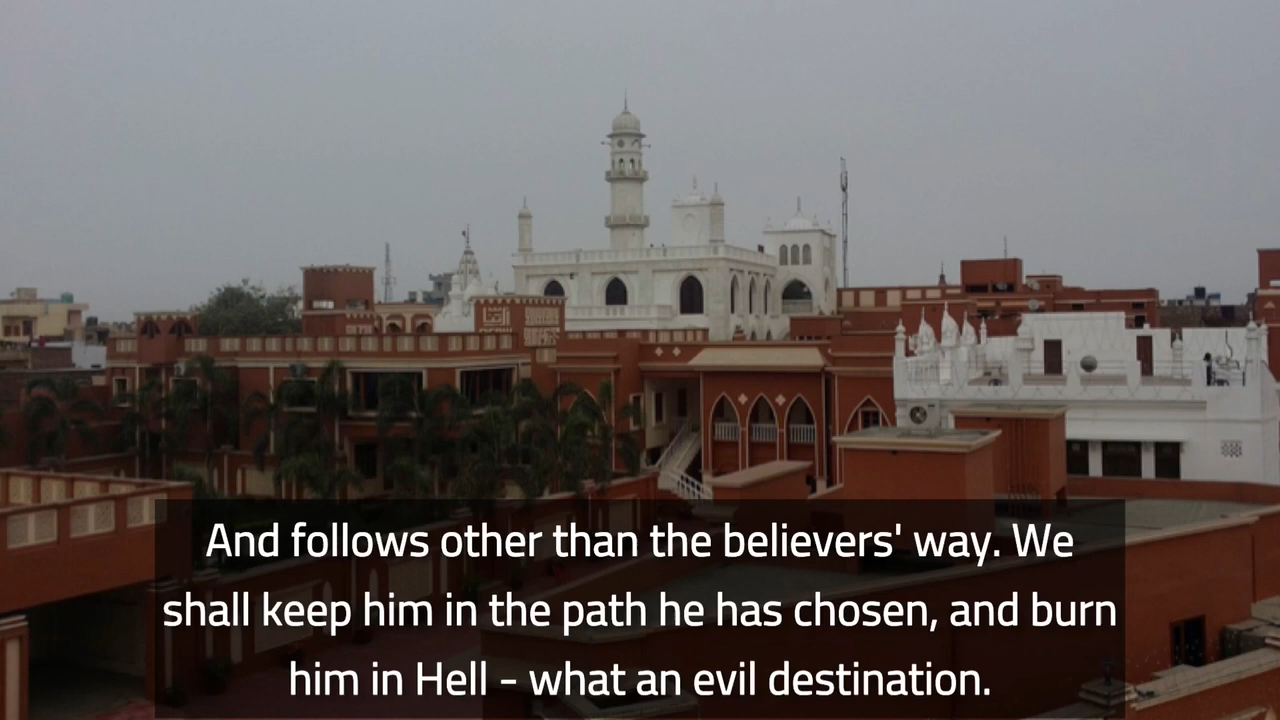 And follows other than the believers' way. We
shall keep him in the path he has chosen, and burn
him in Hell - what an evil destination.